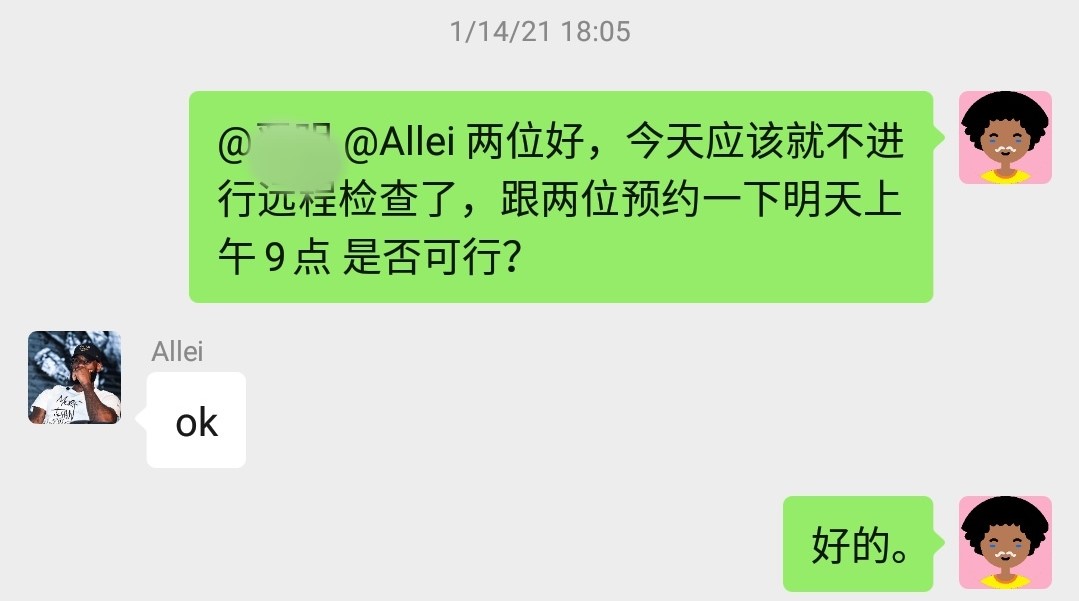 1/14/21 18:05
@ @Allei 两位好，今天应该就不进
行远程检查了，跟两位预约一下明天上
午 9 点 是否可行？
Allei
ok
好的。